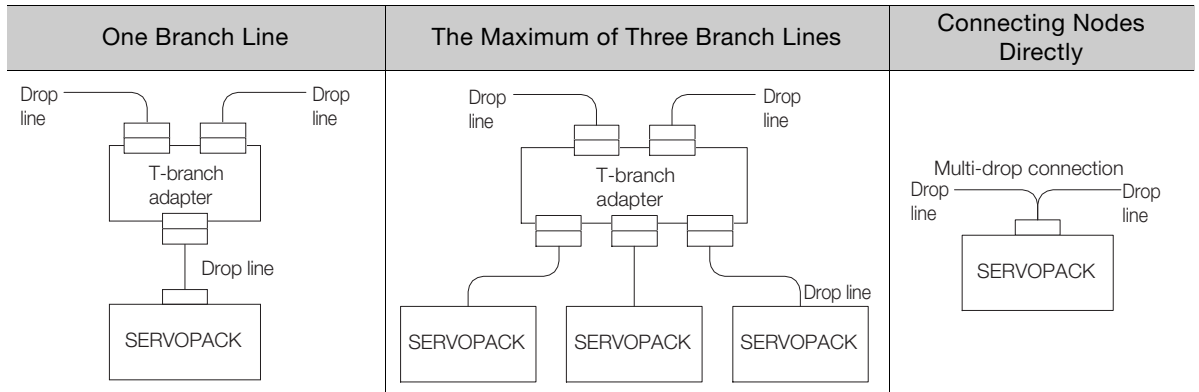 One Branch Line
The Maximum of Three Branch Lines
Connecting Nodes
Directly
Drop
line
Drop
line
T-branch
adapter
Drop line
SERVOPACK
Drop
line
Drop
line
T-branch
adapter
Drop line
SERVOPACK
SERVOPACK
SERVOPACK
Multi-drop connection
Drop
line
Drop
line
SERVOPACK